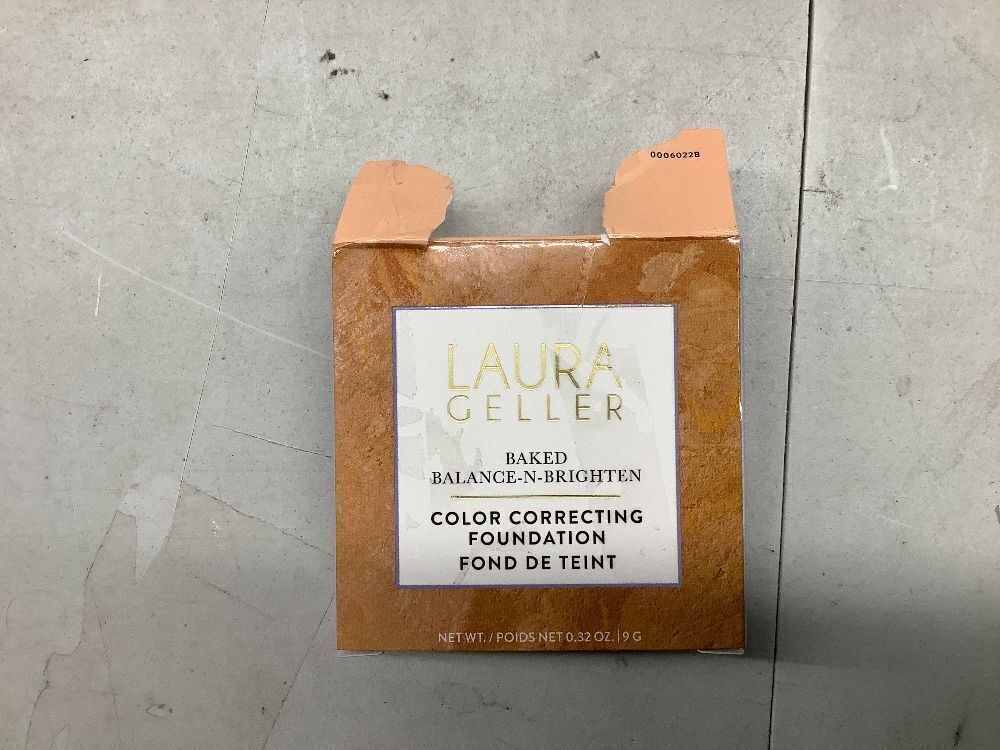 0006022B
LAURA
GELLER
BAKED
BALANCE-N-BRIGHTEN
COLOR CORRECTING
FOUNDATION
FOND DE TEINT
NET WT. / POIDS NET 0.32 OZ. | 9 G